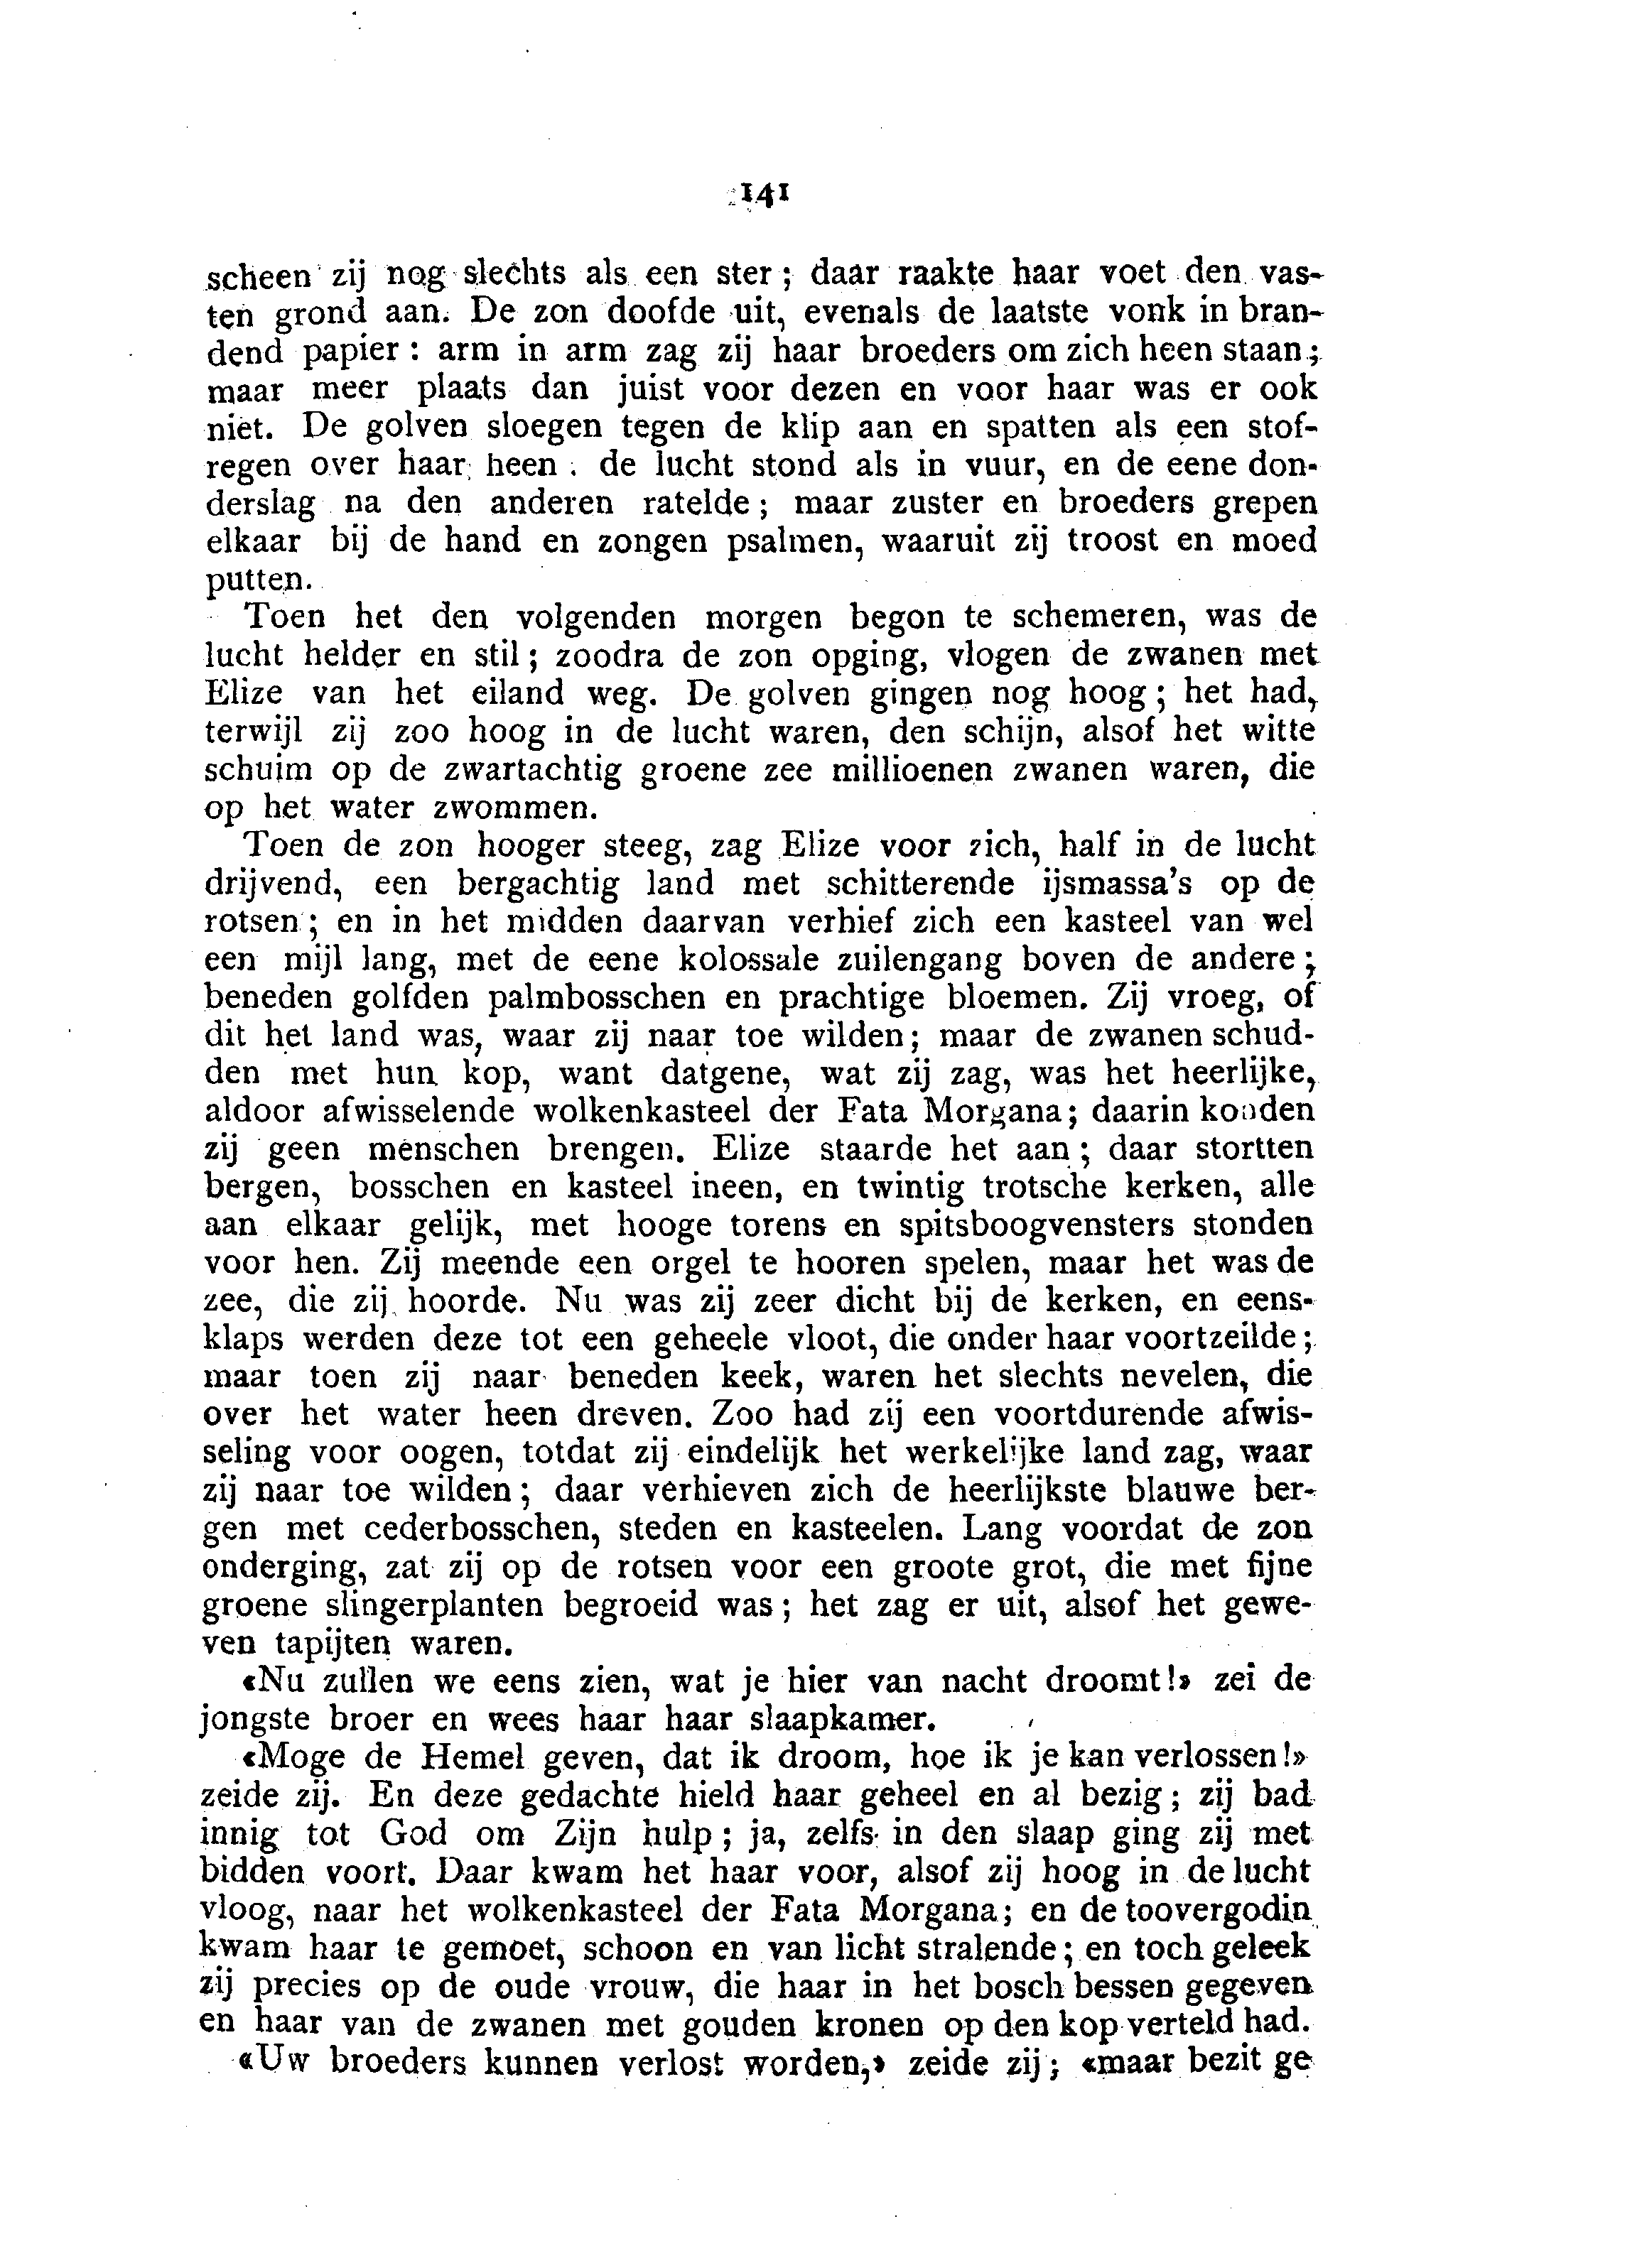 141
scheen zij nog slechts als een ster; daar raakte haar voet den vas-
ten grond aan. De zon doofde uit, evenals de laatste vonk in bran-
dend papier: arm in arm zag zij haar broeders om zich heen staan;
maar meer plaats dan juist voor dezen en voor haar was er ook
niet. De golven sloegen tegen de klip aan en spatten als een stof-
regen over haar heen; de lucht stond als in vuur, en de eene don-
derslag na den anderen ratelde; maar zuster en broeders grepen
elkaar bij de hand en zongen psalmen, waaruit zij troost en moed
putten.
Toen het den volgenden morgen begon te schemeren, was de
lucht helder en stil; zoodra de zon opging, vlogen de zwanen met
Elize van het eiland weg. De golven gingen nog hoog; het had,
terwijl zij zoo hoog in de lucht waren, den schijn, alsof het witte
schuim op de zwartachtig groene zee millioenen zwanen waren, die
op het water zwommen.
Toen de zon hooger steeg, zag Elize voor zich, half in de lucht
drijvend, een bergachtig land met schitterende ijsmassa's op de
rotsen; en in het midden daarvan verhief zich een kasteel van wel
een mijl lang, met de eene kolossale zuilengang boven de andere;
beneden golfden palmbosschen en prachtige bloemen. Zij vroeg, of
dit het land was, waar zij naar toe wilden; maar de zwanen schud-
den met hun kop, want datgene, wat zij zag, was het heerlijke,
aldoor afwisselende wolkenkasteel der Fata Morgana; daarin konden
zij geen menschen brengen. Elize staarde het aan; daar stortten
bergen, bosschen en kasteel ineen, en twintig trotsche kerken, alle
aan elkaar gelijk, met hooge torens en spitsboogvensters stonden
voor hen. Zij meende een orgel te hooren spelen, maar het was de
zee, die zij hoorde. Nu was zij zeer dicht bij de kerken, en eens-
klaps werden deze tot een geheele vloot, die onder haar voortzeilde;
maar toen zij naar beneden keek, waren het slechts nevelen, die
over het water heen dreven. Zoo had zij een voortdurende afwis-
seling voor oogen, totdat zij eindelijk het werkelijke land zag, waar
zij naar toe wilden; daar verhieven zich de heerlijkste blauwe ber-
gen met cederbosschen, steden en kasteelen. Lang voordat de zon
onderging, zat zij op de rotsen voor een groote grot, die met fijne
groene slingerplanten begroeid was; het zag er uit, alsof het gewe-
ven tapijten waren.
«Nu zullen we eens zien, wat je hier van nacht droomt!» zei de
jongste broer en wees haar haar slaapkamer.
«Moge de Hemel geven, dat ik droom, hoe ik je kan verlossen!»
zeide zij. En deze gedachte hield haar geheel en al bezig; zij bad
innig tot God om Zijn hulp; ja, zelfs in den slaap ging zij met
bidden voort. Daar kwam het haar voor, alsof zij hoog in de lucht
vloog, naar het wolkenkasteel der Fata Morgana; en de toovergodin
kwam haar te gemoet, schoon en van licht stralende; en toch geleek
zij precies op de oude vrouw, die haar in het bosch bessen gegeven
en haar van de zwanen met gouden kronen op den kop verteld had.
«Uw broeders kunnen verlost worden,» zeide zij; «maar bezit ge